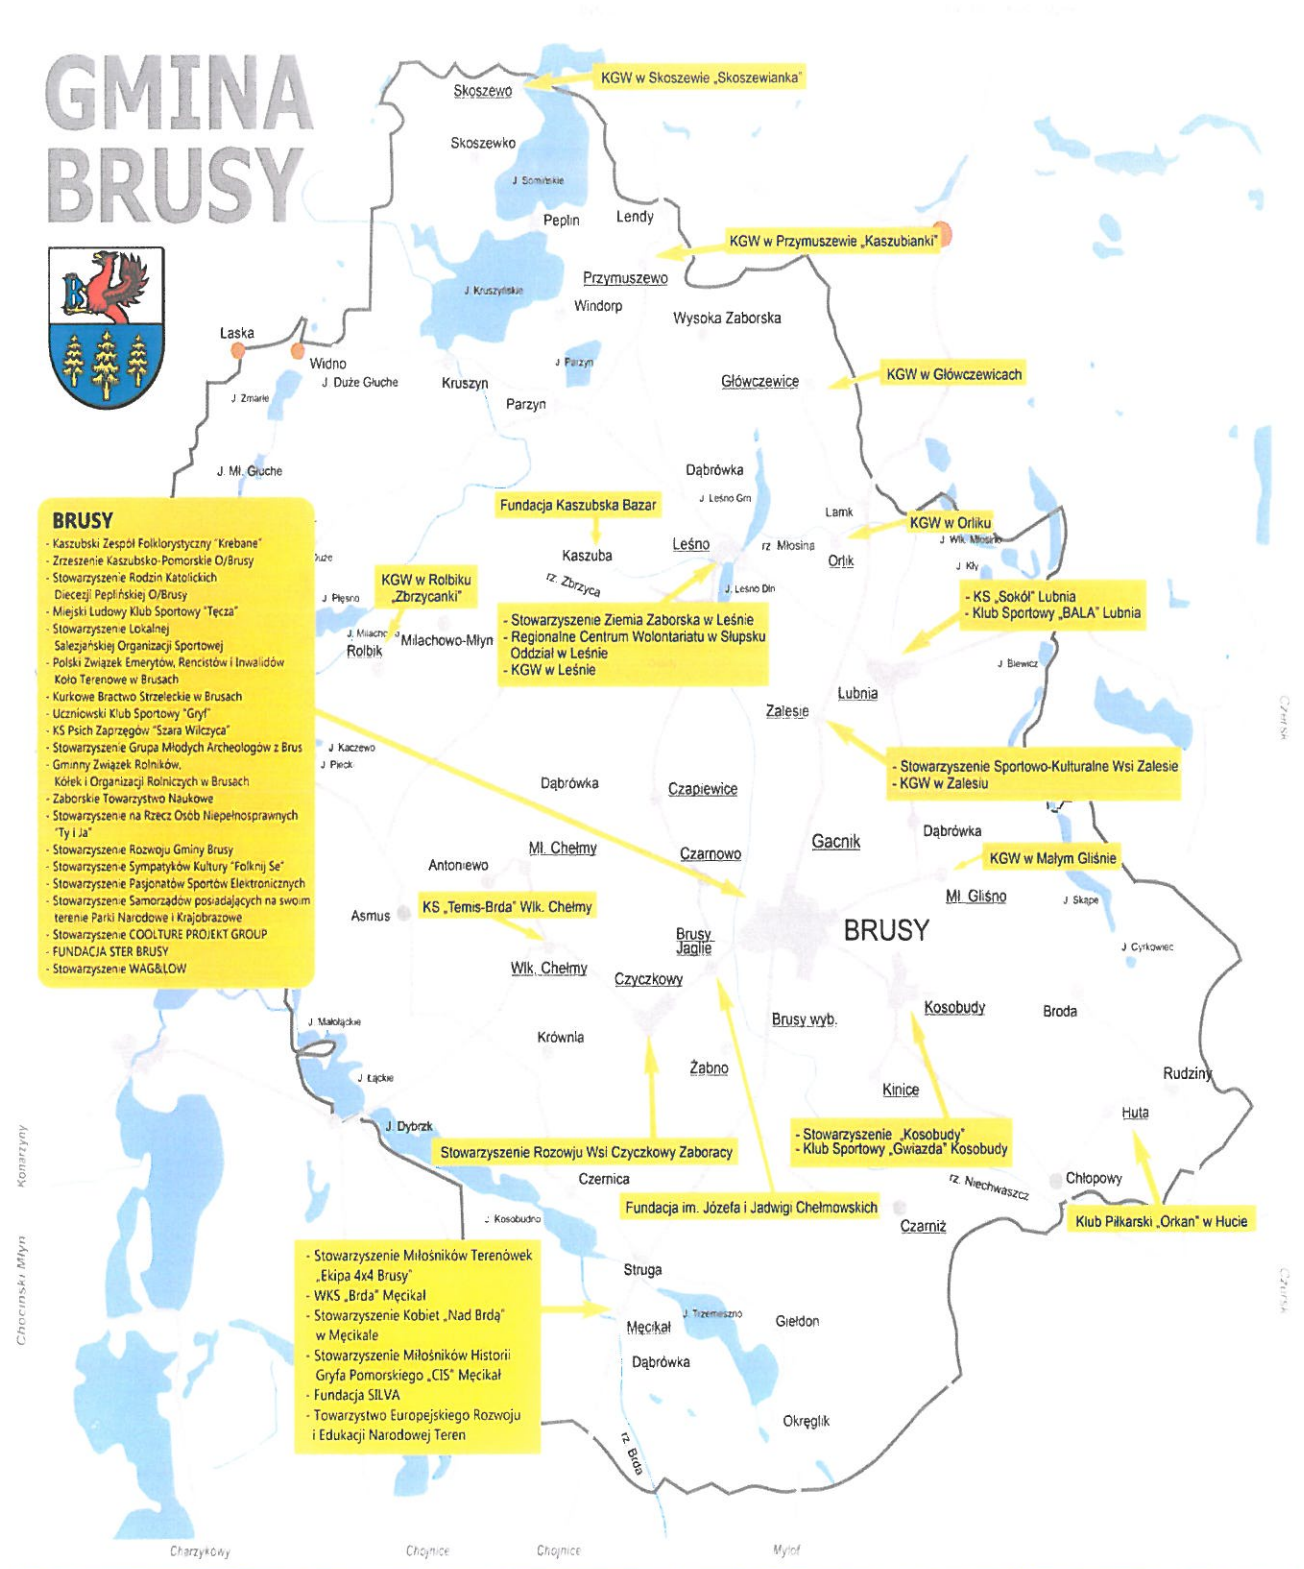 GMINA
BRUSY
KGW w Skoszewie „Skoszewianka”
Skoszewo
Skoszewko
J. Somińskie
Peplin
Lendy
KGW w Przymuszewie „Kaszubianki”
Przymuszewo
J. Kruszyńskie
Windorp
Wysoka Zaborska
Laska
Widno
J. Parzyn
KGW w Główczewicach
J. Duże Głuche
Kruszyn
Główczewice
J. Zmarłe
Parzyn
J. Mł. Głuche
Dąbrówka
J. Leśno Grn
Fundacja Kaszubska Bazar
Lamk
KGW w Orliku
J. Wlk. Młosino
Kaszuba
Leśno
rz Młosina
Orlik
J. Kły
rz. Zbrzyca
J. Leśno Dln
BRUSY
- Kaszubski Zespół Folklorystyczny "Krebane"
- Zrzeszenie Kaszubsko-Pomorskie O/Brusy
- Stowarzyszenie Rodzin Katolickich
Diecezji Peplińskiej O/Brusy
- Miejski Ludowy Klub Sportowy "Tęcza"
- Stowarzyszenie Lokalnej
Salezjańskiej Organizacji Sportowej
- Polski Związek Emerytów, Rencistów i Inwalidów
Koło Terenowe w Brusach
- Kurkowe Bractwo Strzeleckie w Brusach
- Uczniowski Klub Sportowy "Gryf"
- KS Psich Zaprzęgów "Szara Wilczyca"
- Stowarzyszenie Grupa Młodych Archeologów z Brus
- Gminny Związek Rolników,
Kółek i Organizacji Rolniczych w Brusach
- Zaborskie Towarzystwo Naukowe
- Stowarzyszenie na Rzecz Osób Niepełnosprawnych
"Ty i Ja"
- Stowarzyszenie Rozwoju Gminy Brusy
- Stowarzyszenie Sympatyków Kultury "Folknij Se"
- Stowarzyszenie Pasjonatów Sportów Elektronicznych
- Stowarzyszenie Samorządów posiadających na swoim
terenie Parki Narodowe i Krajobrazowe
- Stowarzyszenie COOLTURE PROJEKT GROUP
- FUNDACJA STER BRUSY
- Stowarzyszenie WAG&LOW
KGW w Rolbiku
„Zbrzycanki”
J. Płęsno
Rolbik
Milachowo-Młyn
- Stowarzyszenie Ziemia Zaborska w Leśnie
- Regionalne Centrum Wolontariatu w Słupsku
Oddział w Leśnie
- KGW w Leśnie
- KS „Sokół” Lubnia
- Klub Sportowy „BALA” Lubnia
J. Biewicz
Lubnia
Zalesie
J. Kaczewo
J. Pieck
- Stowarzyszenie Sportowo-Kulturalne Wsi Zalesie
- KGW w Zalesiu
Dąbrówka
Czapiewice
Gacnik
Dąbrówka
Mł. Chełmy
Czarnowo
KGW w Małym Gliśnie
Antoniewo
Mł. Gliśno
J. Skąpe
KS „Temis-Brda” Wlk. Chełmy
Asmus
Brusy
Jaglie
BRUSY
J. Cyrkowiec
Wlk. Chełmy
Czyczkowy
Kosobudy
Broda
J. Małołąckie
Brusy wyb.
Krównia
J. Łąckie
Żabno
Kinice
Rudziny
Huta
J. Dybrzk
- Stowarzyszenie „Kosobudy”
- Klub Sportowy „Gwiazda” Kosobudy
Stowarzyszenie Rozowju Wsi Czyczkowy Zaboracy
Czernica
rz. Niechwaszcz
Chłopowy
Fundacja im. Józefa i Jadwigi Chełmowskich
Czarniż
Klub Piłkarski „Orkan” w Hucie
J. Kosobudno
- Stowarzyszenie Miłośników Terenówek
„Ekipa 4x4 Brusy”
- WKS „Brda” Męcikał
- Stowarzyszenie Kobiet „Nad Brdą”
w Męcikale
- Stowarzyszenie Miłośników Historii
Gryfa Pomorskiego „CIS” Męcikał
- Fundacja SILVA
- Towarzystwo Europejskiego Rozwoju
i Edukacji Narodowej Teren
Struga
J. Trzemeszno
Męcikał
Giełdon
Dąbrówka
Okręglik
rz. Brda
Konarzyny
Chociński Młyn
Czersk
Czersk
Charzykowy
Chojnice
Chojnice
Mylof